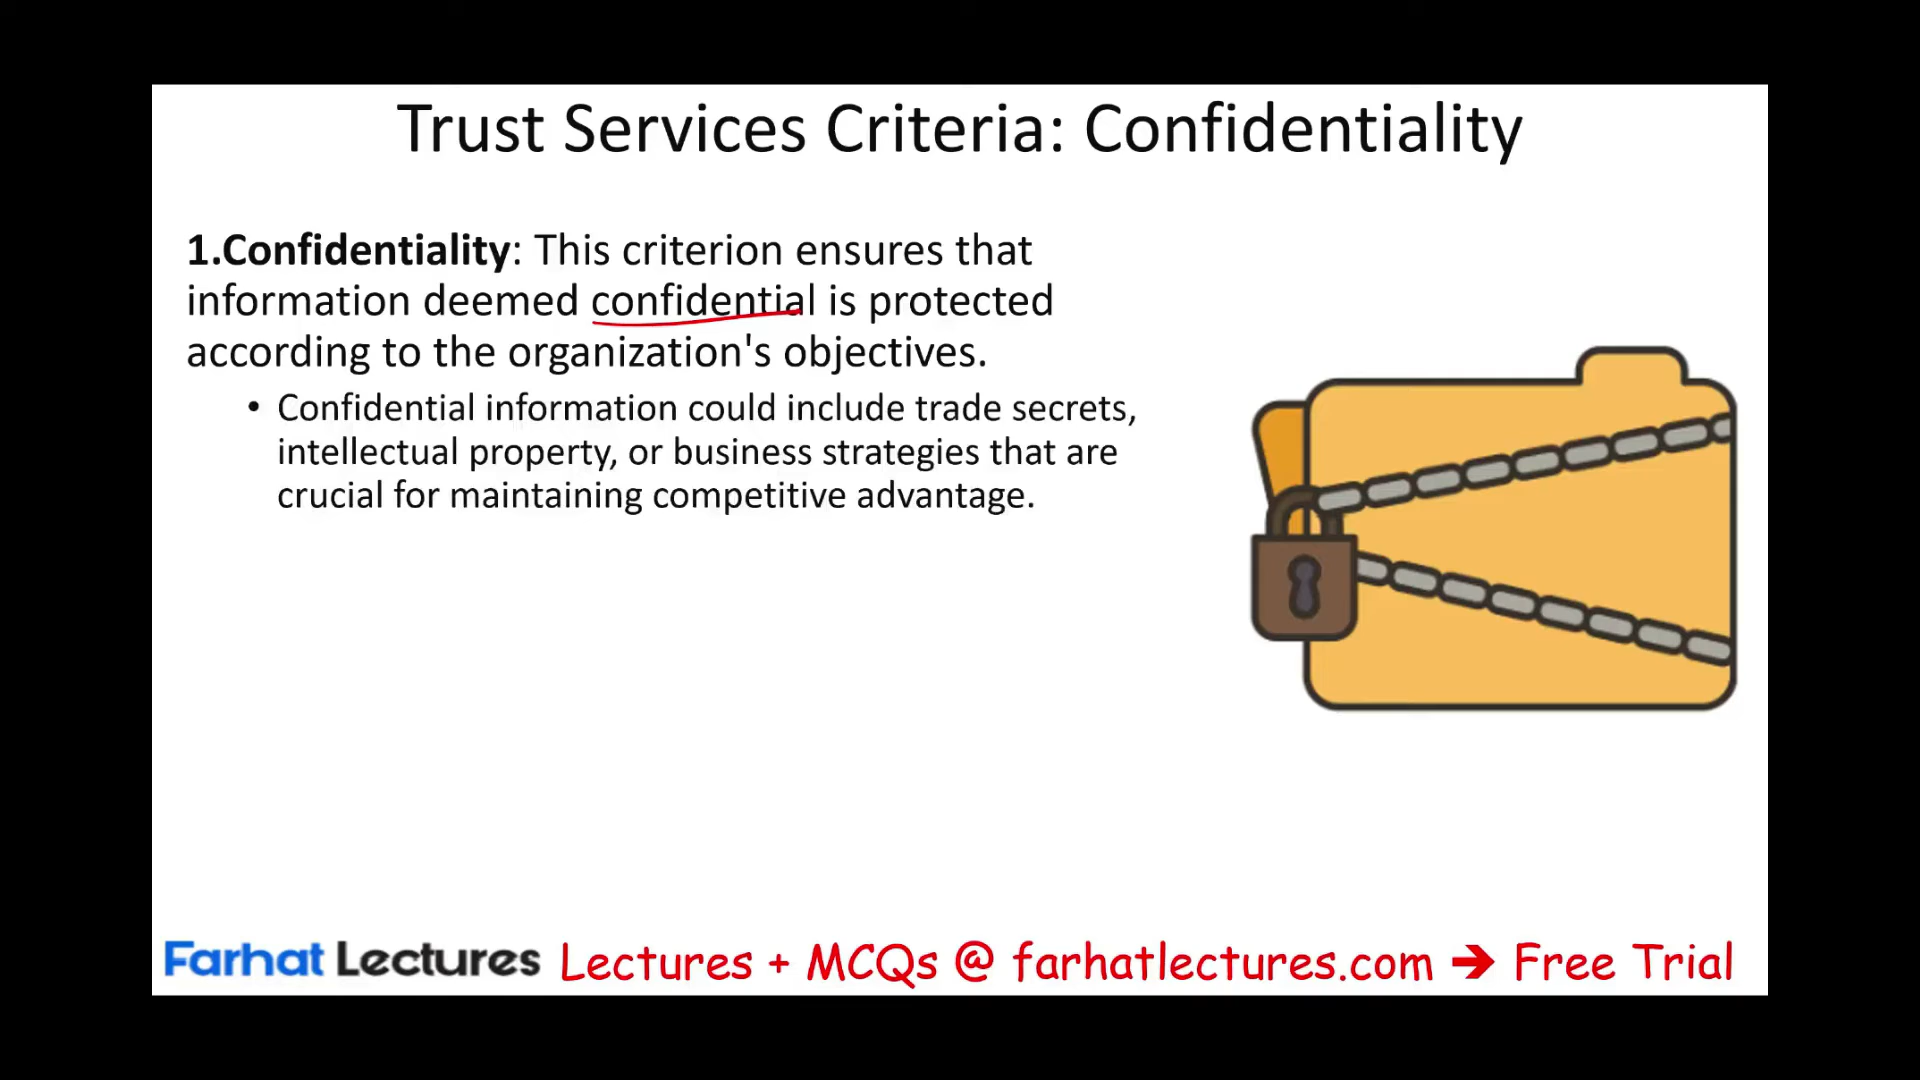 Trust Services Criteria: Confidentiality
1.Confidentiality: This criterion ensures that
information deemed confidential is protected
according to the organization's objectives.
• Confidential information could include trade secrets,
intellectual property, or business strategies that are
crucial for maintaining competitive advantage.
Farhat Lectures Lectures + MCQs @ farhatlectures.com → Free Trial